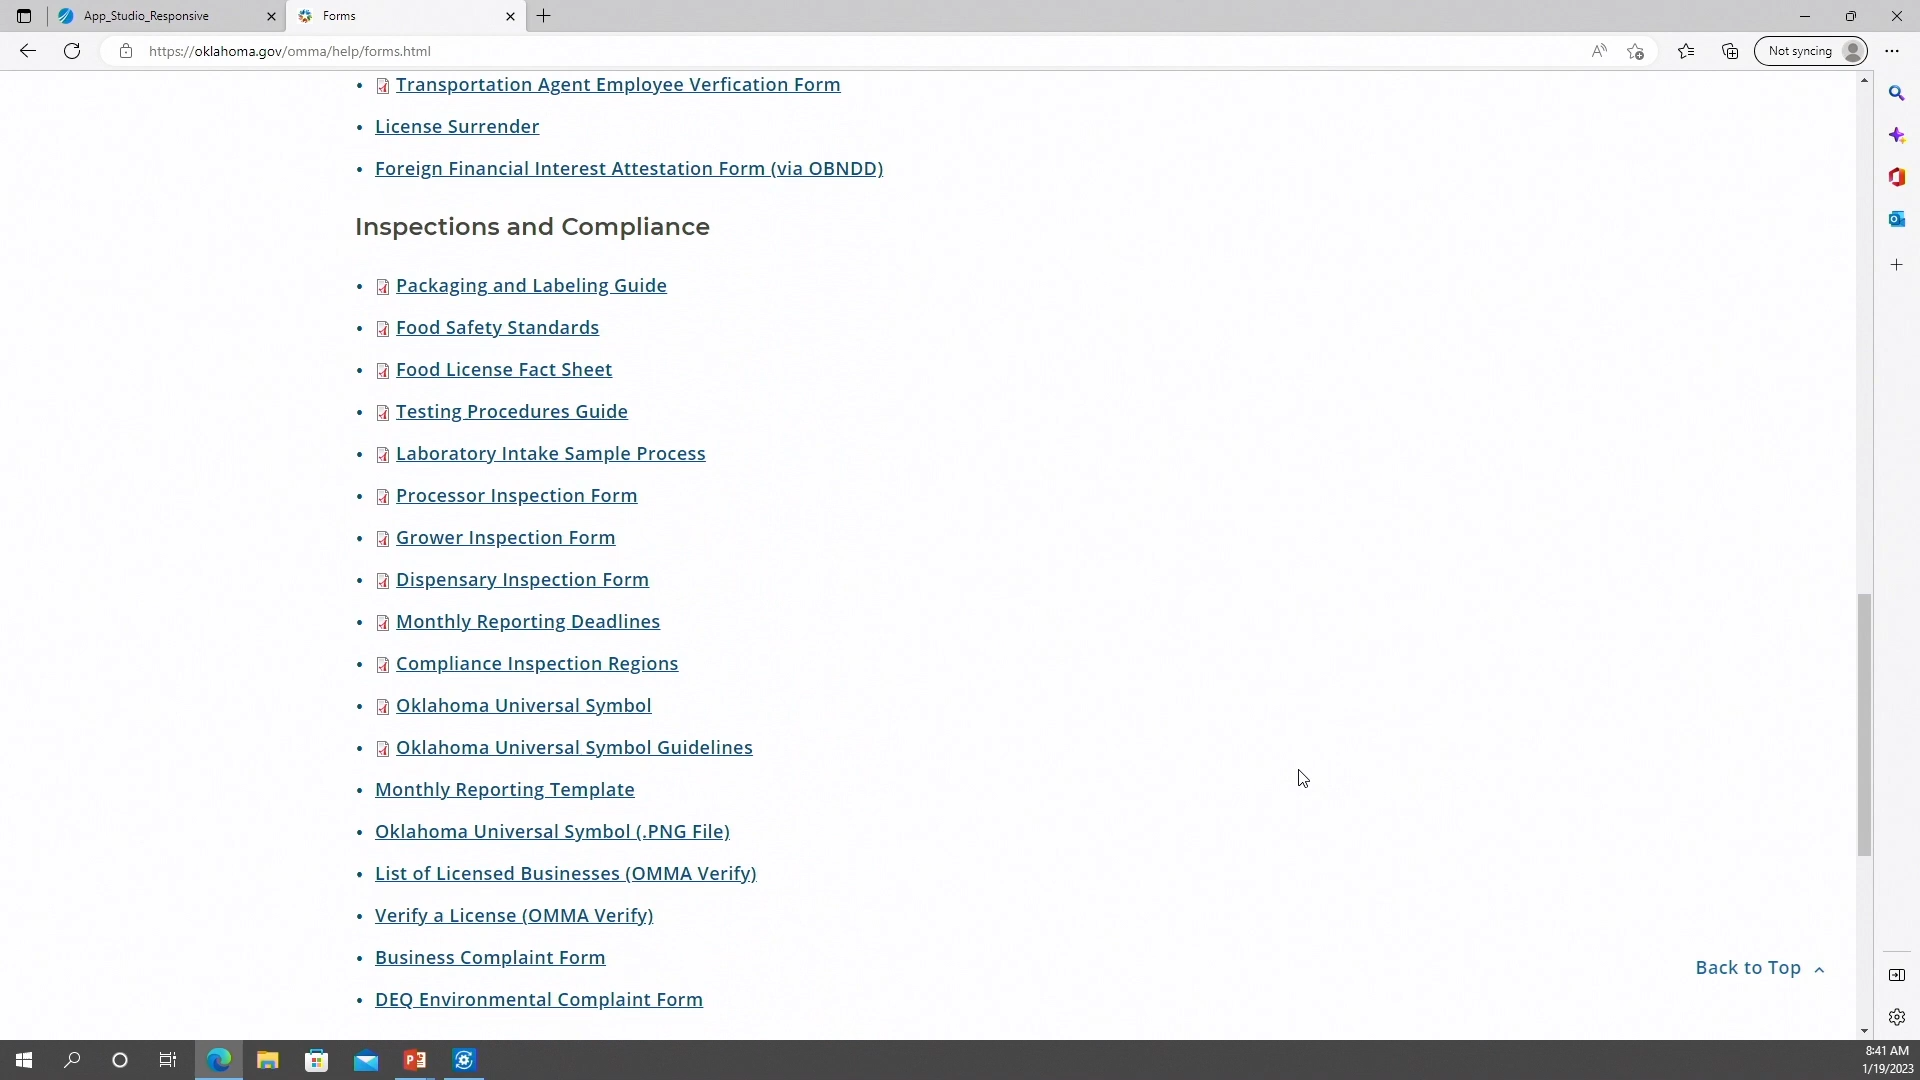 App_Studio_Responsive
Forms
https://oklahoma.gov/omma/help/forms.html
Not syncing
Transportation Agent Employee Verfication Form
License Surrender
Foreign Financial Interest Attestation Form (via OBNDD)
Inspections and Compliance
Packaging and Labeling Guide
Food Safety Standards
Food License Fact Sheet
Testing Procedures Guide
Laboratory Intake Sample Process
Processor Inspection Form
Grower Inspection Form
Dispensary Inspection Form
Monthly Reporting Deadlines
Compliance Inspection Regions
Oklahoma Universal Symbol
Oklahoma Universal Symbol Guidelines
Monthly Reporting Template
Oklahoma Universal Symbol (.PNG File)
List of Licensed Businesses (OMMA Verify)
Verify a License (OMMA Verify)
Business Complaint Form
Back to Top
DEQ Environmental Complaint Form
8:41 AM
1/19/2023